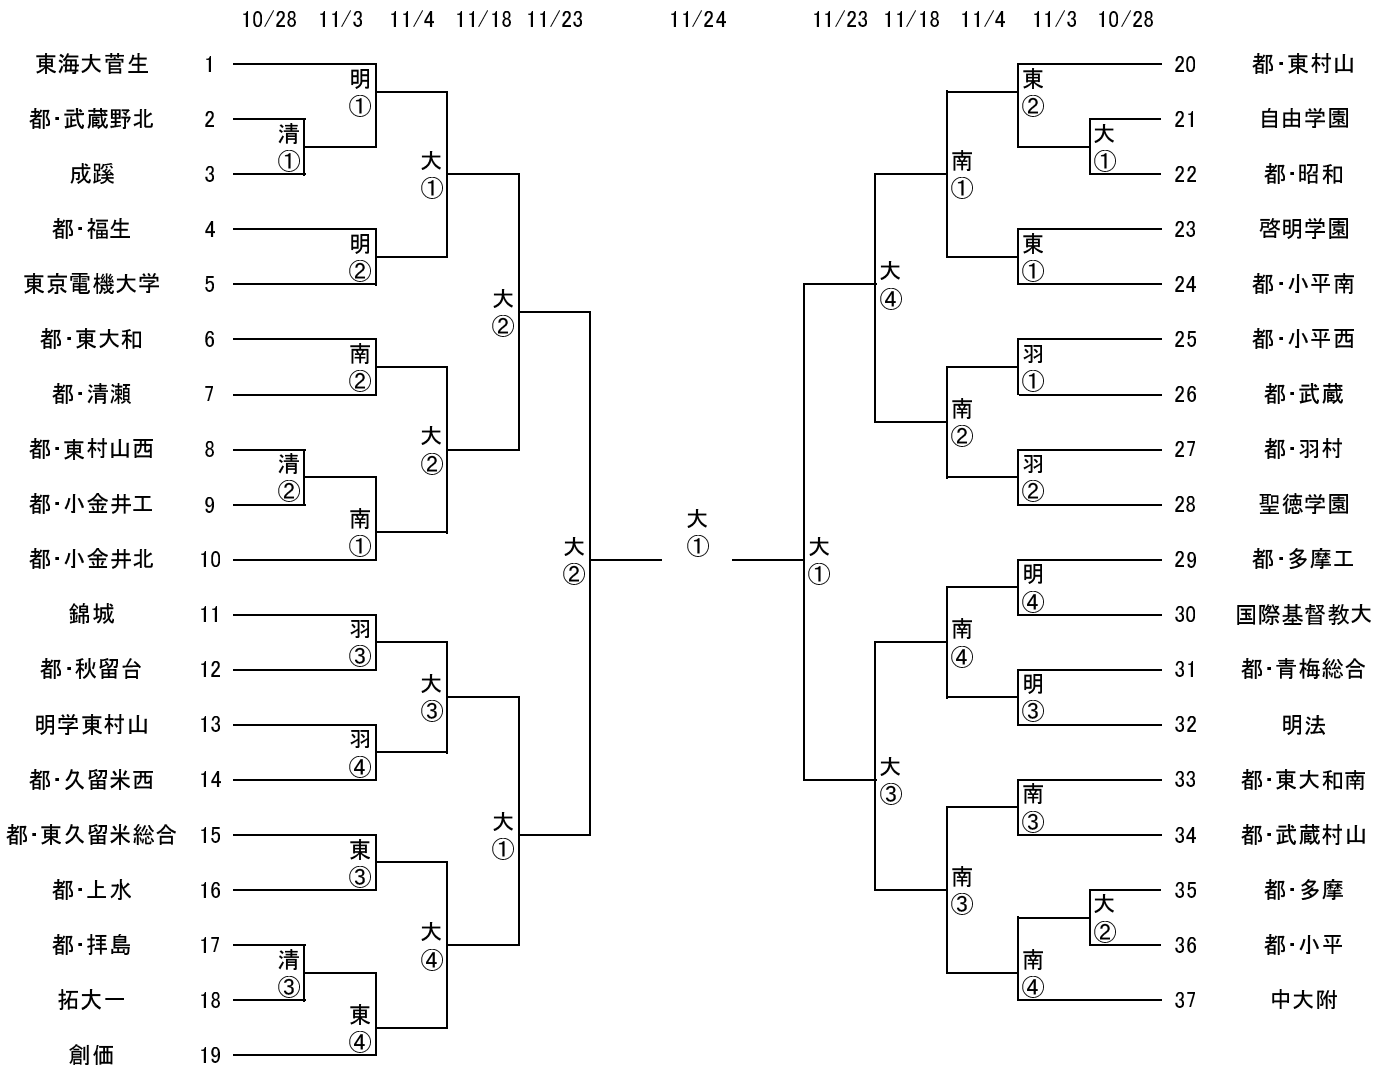 10/28 11/3 11/4 11/18 11/23 11/24 11/23 11/18 11/4 11/3 10/28
東海大菅生 1
都・武蔵野北 2
成蹊 3
都・福生 4
東京電機大学 5
都・東大和 6
都・清瀬 7
都・東村山西 8
都・小金井工 9
都・小金井北 10
錦城 11
都・秋留台 12
明学東村山 13
都・久留米西 14
都・東久留米総合 15
都・上水 16
都・拝島 17
拓大一 18
創価 19
清①
清②
清③
明①
明②
南②
南①
羽③
羽④
東③
東④
大①
大②
大③
大④
大②
大①
大②
大①
大①
大④
大③
南①
南②
南④
南③
東②
東①
羽①
羽②
明④
明③
南③
南④
大①
大②
20 都・東村山
21 自由学園
22 都・昭和
23 啓明学園
24 都・小平南
25 都・小平西
26 都・武蔵
27 都・羽村
28 聖徳学園
29 都・多摩工
30 国際基督教大
31 都・青梅総合
32 明法
33 都・東大和南
34 都・武蔵村山
35 都・多摩
36 都・小平
37 中大附